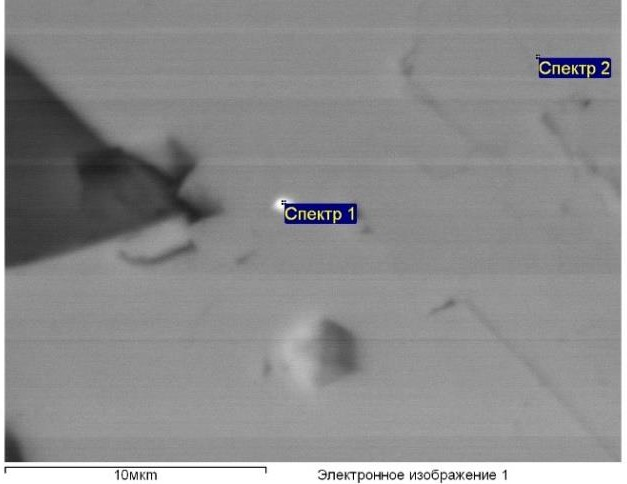 Спектр 2
Спектр 1
10мкm
Электронное изображение 1